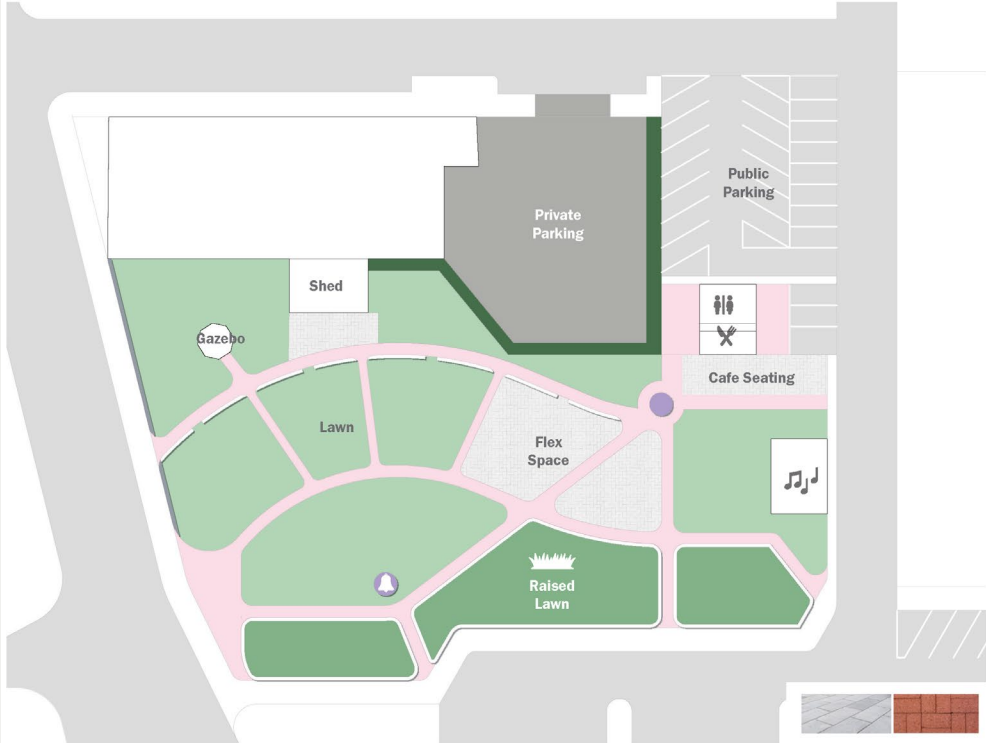 Public
Parking
Private
Parking
Shed
Gazebo
Cafe Seating
Lawn
Flex
Space
Raised
Lawn